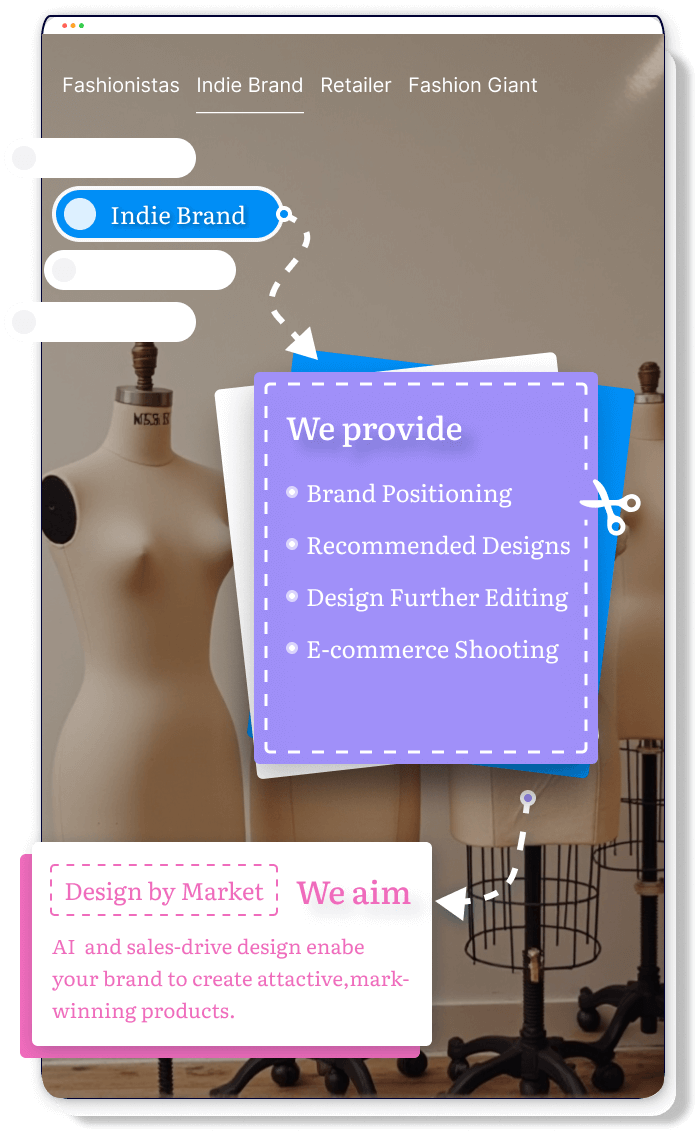 Fashionistas Indie Brand Retailer Fashion Giant
Indie Brand
We provide
Brand Positioning
Recommended Designs
Design Further Editing
E-commerce Shooting
Design by Market We aim
AI and sales-drive design enabe
your brand to create attactive,mark-
winning products.